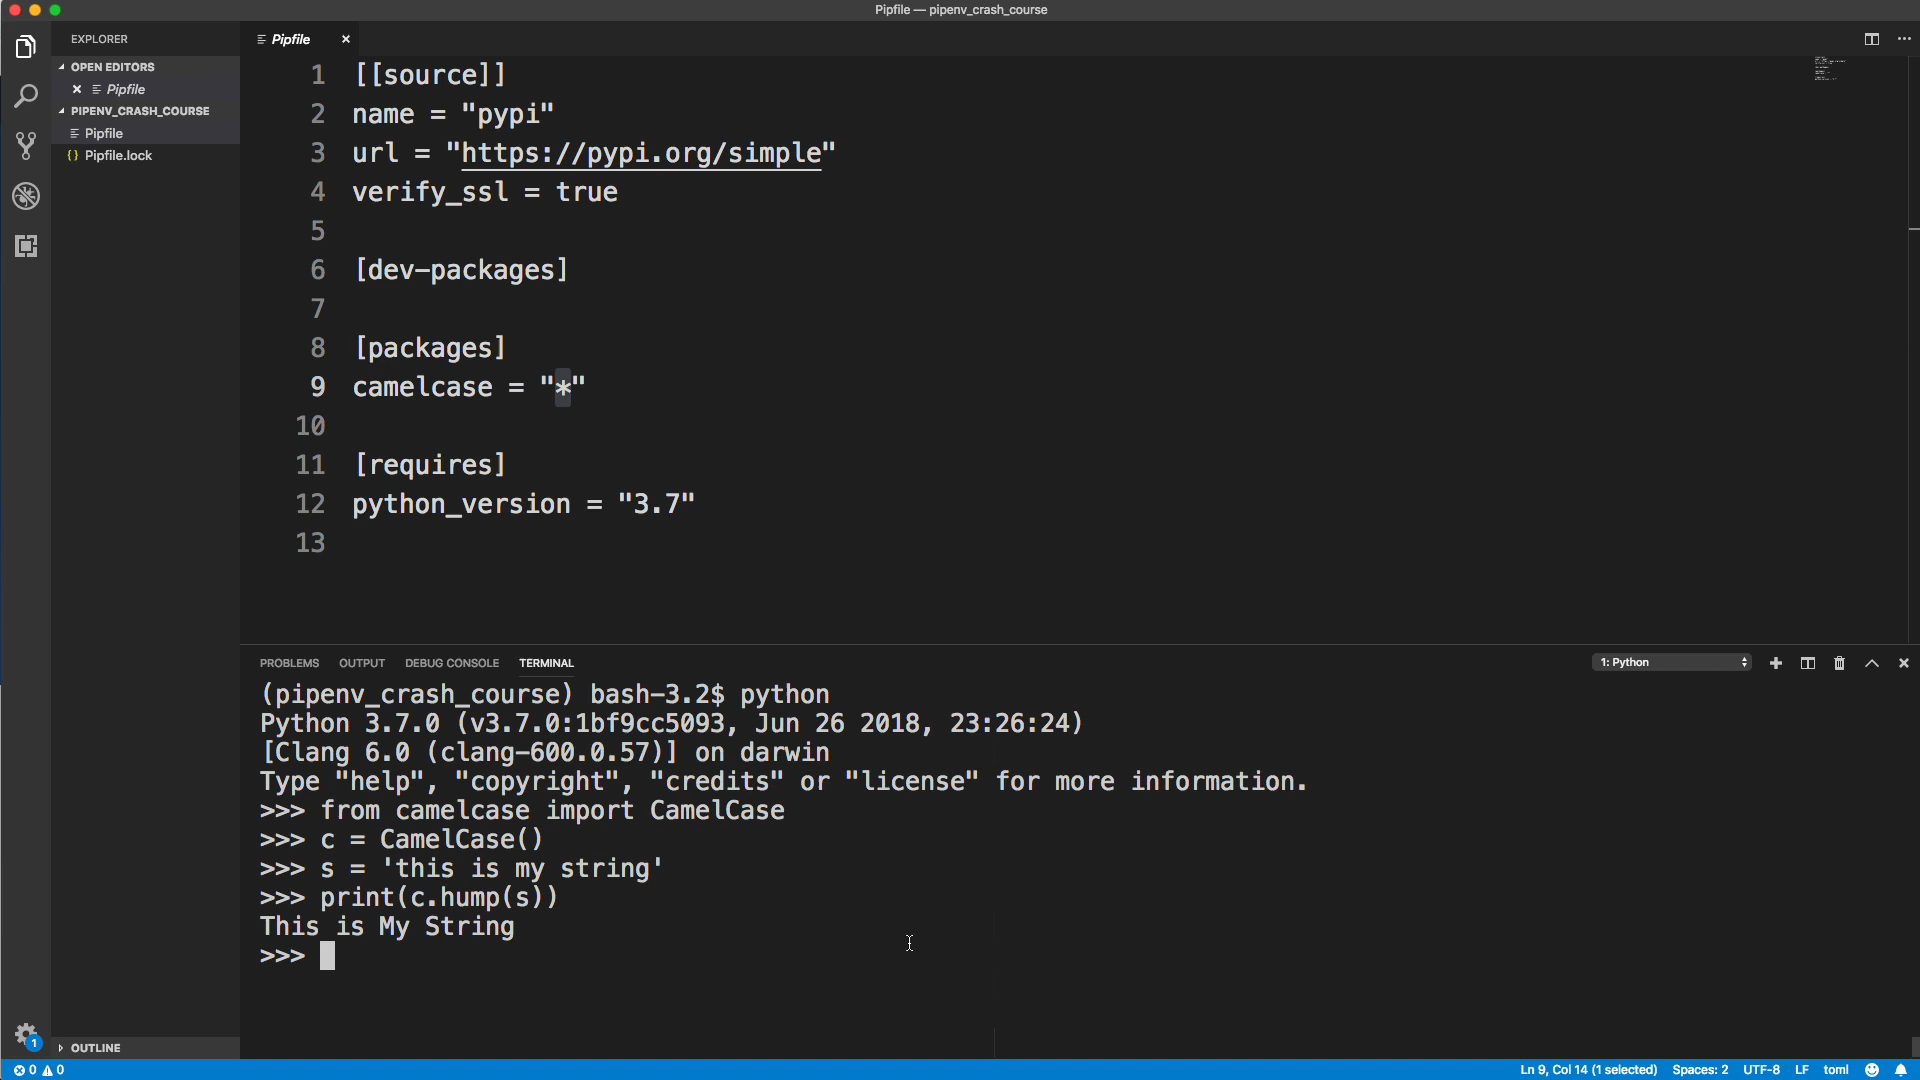 Pipfile — pipenv_crash_course
EXPLORER
OPEN EDITORS
Pipfile
PIPENV_CRASH_COURSE
Pipfile
Pipfile.lock
Pipfile
1 [[source]]
2 name = "pypi"
3 url = "https://pypi.org/simple"
4 verify_ssl = true
5
6 [dev-packages]
7
8 [packages]
9 camelcase = "*"
10
11 [requires]
12 python_version = "3.7"
13
PROBLEMS OUTPUT DEBUG CONSOLE TERMINAL
1: Python
(pipenv_crash_course) bash-3.2$ python
Python 3.7.0 (v3.7.0:1bf9cc5093, Jun 26 2018, 23:26:24)
[Clang 6.0 (clang-600.0.57)] on darwin
Type "help", "copyright", "credits" or "license" for more information.
>>> from camelcase import CamelCase
>>> c = CamelCase()
>>> s = 'this is my string'
>>> print(c.hump(s))
This is My String
>>>
1
OUTLINE
0 0
Ln 9, Col 14 (1 selected) Spaces: 2 UTF-8 LF toml